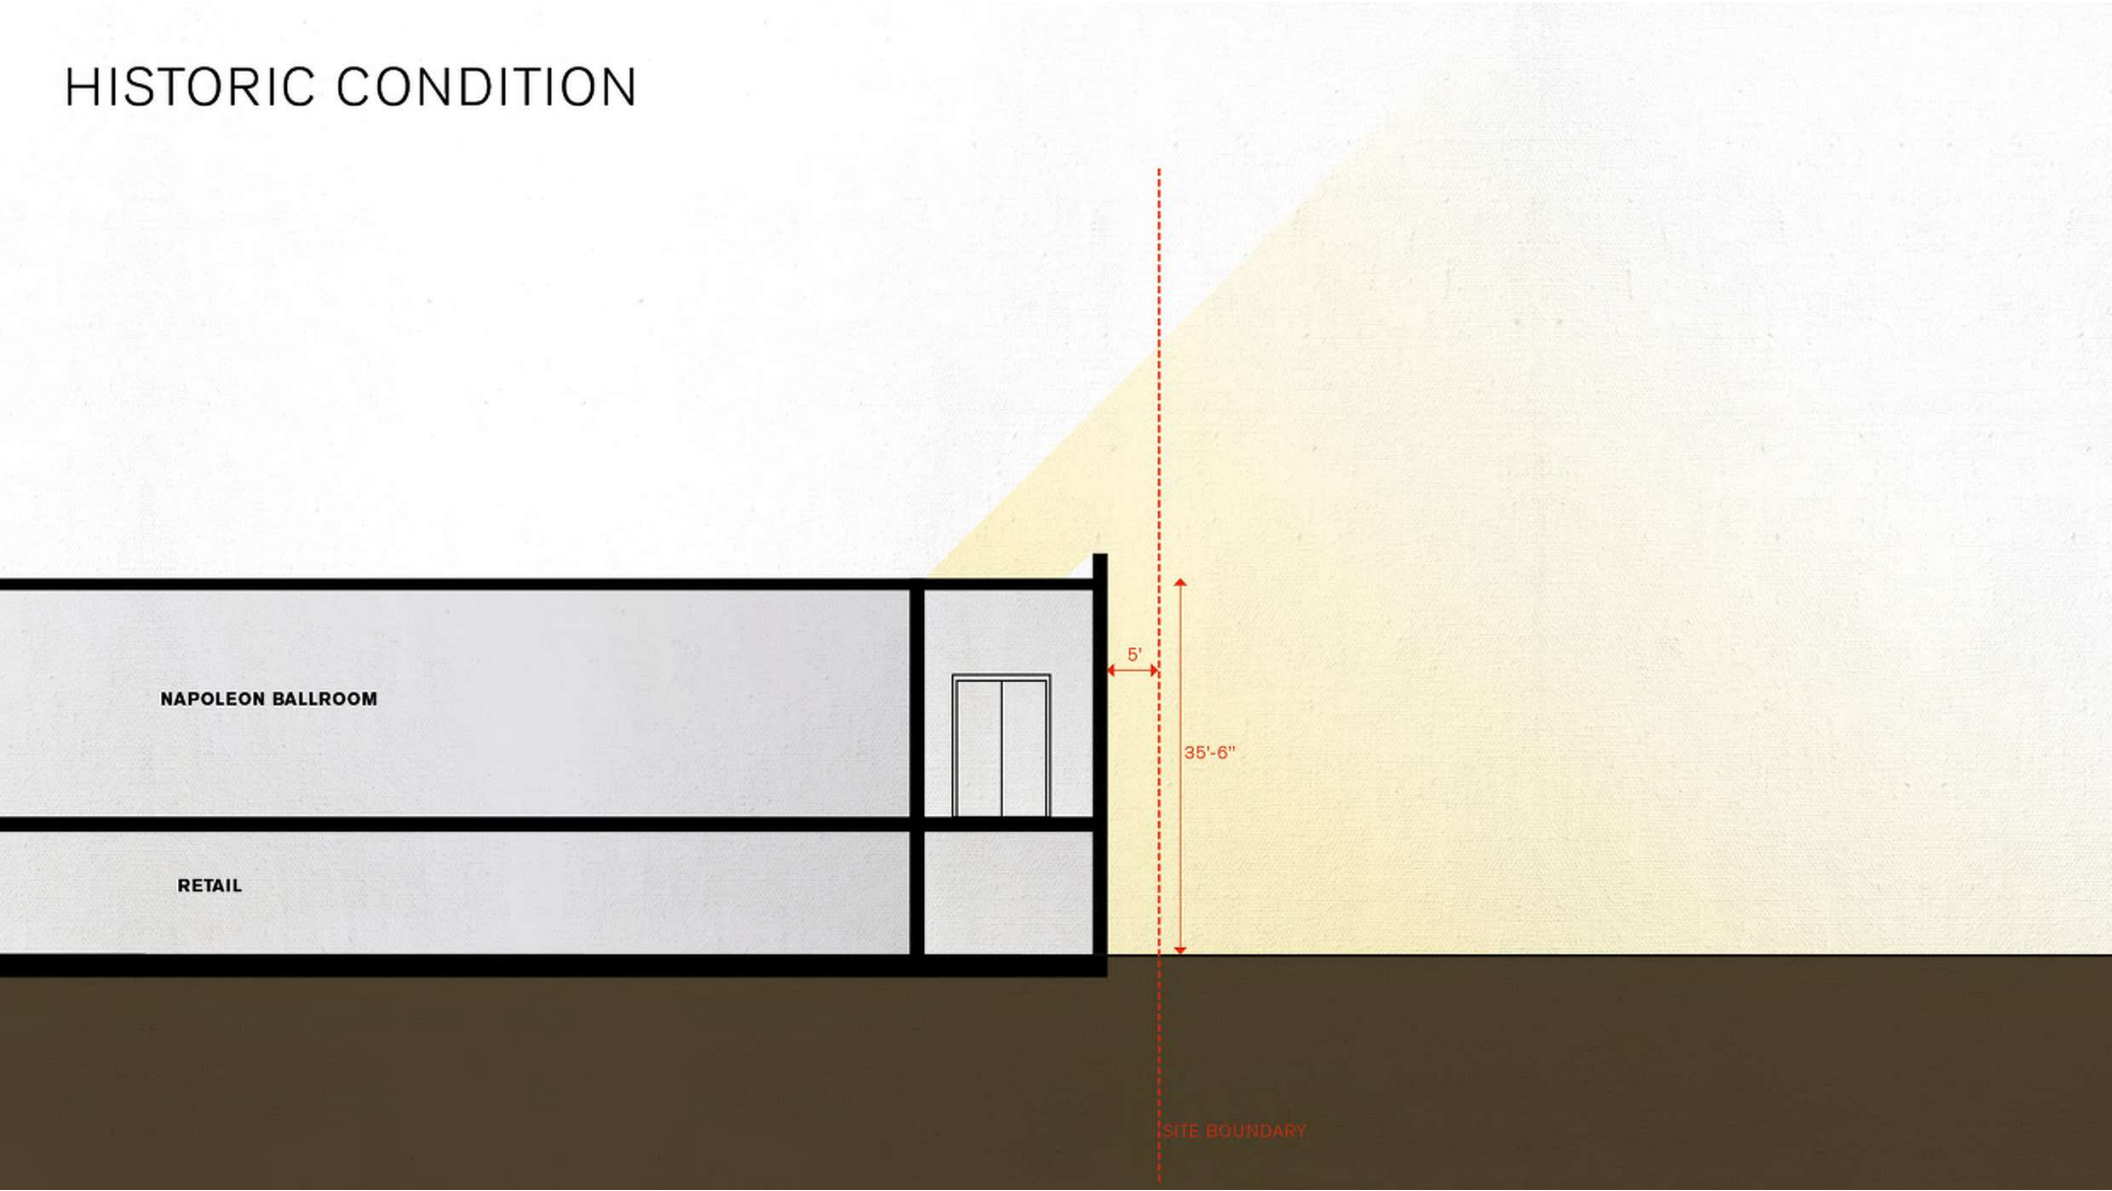 HISTORIC CONDITION
5'
NAPOLEON BALLROOM
35'-6"
RETAIL
SITE BOUNDARY